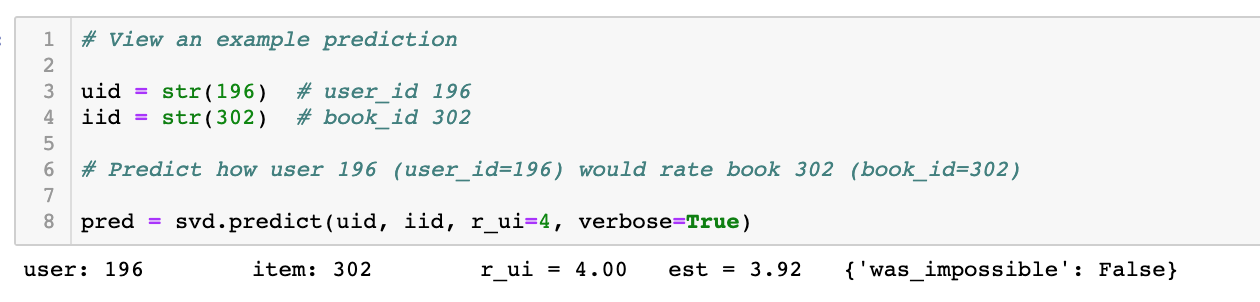 1 # View an example prediction
2
3 uid = str(196)  # user_id 196
4 iid = str(302)  # book_id 302
5
6 # Predict how user 196 (user_id=196) would rate book 302 (book_id=302)
7
8 pred = svd.predict(uid, iid, r_ui=4, verbose=True)
user: 196        item: 302        r_ui = 4.00   est = 3.92   {'was_impossible': False}